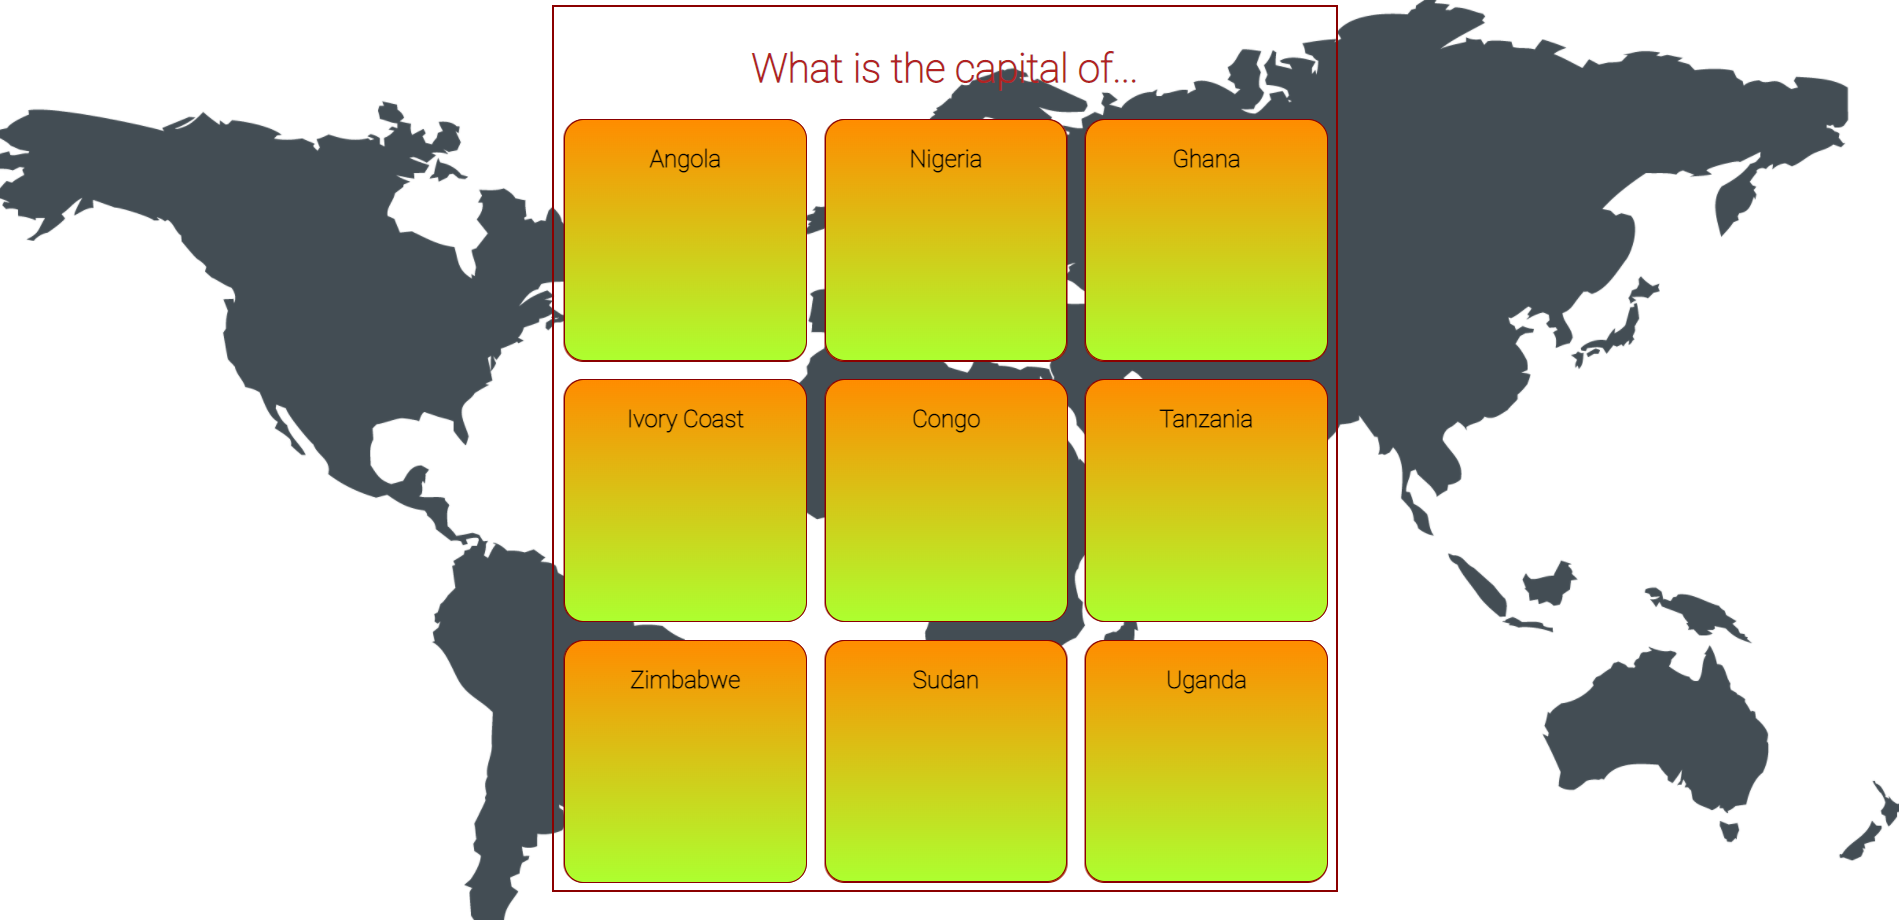 What is the capital of...
Angola
Nigeria
Ghana
Ivory Coast
Congo
Tanzania
Zimbabwe
Sudan
Uganda